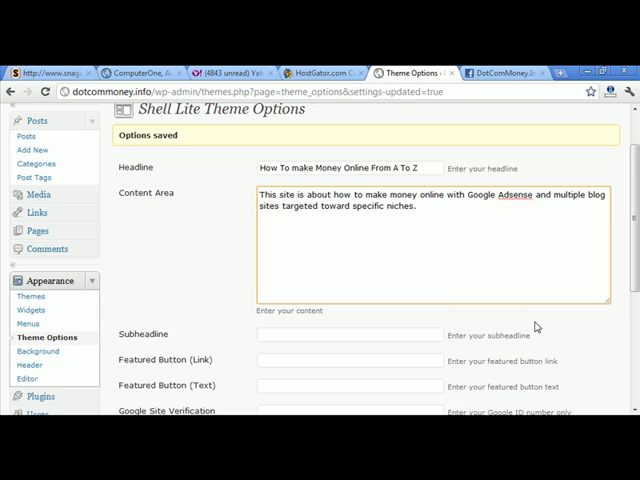 http://www.snag
ComputerOne, A
(4843 unread) Yah
HostGator.com C
Theme Options ‹
DotComMoney.In
dotcommoney.info/wp-admin/themes.php?page=theme_options&settings-updated=true
Shell Lite Theme Options
Options saved
Posts
Posts
Add New
Categories
Post Tags
Media
Links
Pages
Comments
Appearance
Themes
Widgets
Menus
Theme Options
Background
Header
Editor
Plugins
Headline
How To make Money Online From A To Z
Enter your headline
Content Area
This site is about how to make money online with Google Adsense and multiple blog
sites targeted toward specific niches.
Enter your content
Subheadline
Enter your subheadline
Featured Button (Link)
Enter your featured button link
Featured Button (Text)
Enter your featured button text
Google Site Verification
Enter your Google ID number only